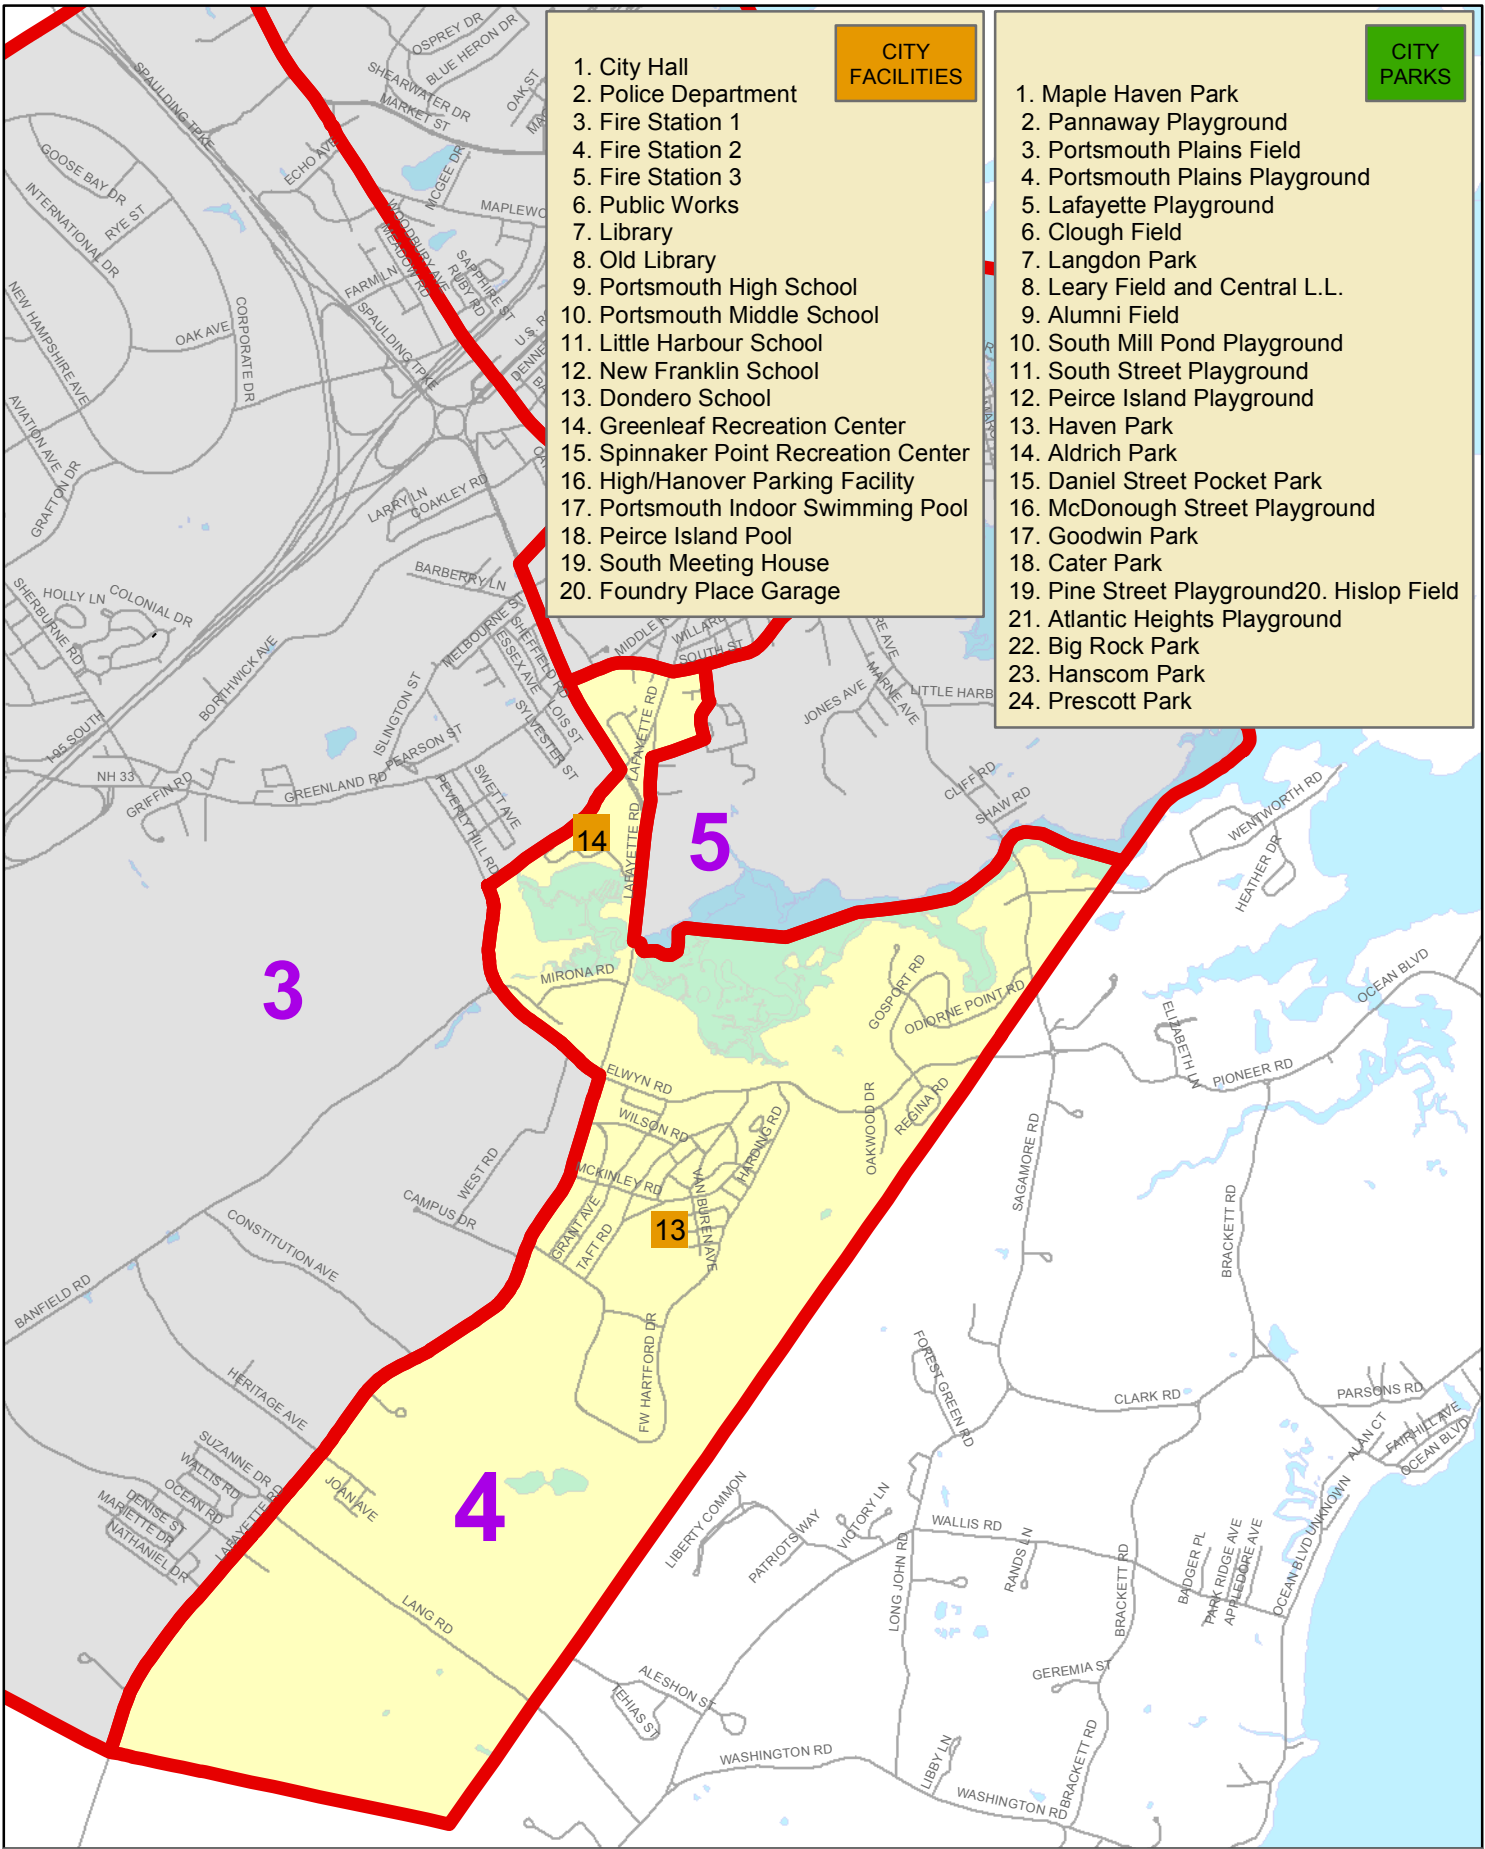 CITY
FACILITIES
1. City Hall
2. Police Department
3. Fire Station 1
4. Fire Station 2
5. Fire Station 3
6. Public Works
7. Library
8. Old Library
9. Portsmouth High School
10. Portsmouth Middle School
11. Little Harbour School
12. New Franklin School
13. Dondero School
14. Greenleaf Recreation Center
15. Spinnaker Point Recreation Center
16. High/Hanover Parking Facility
17. Portsmouth Indoor Swimming Pool
18. Peirce Island Pool
19. South Meeting House
20. Foundry Place Garage
CITY
PARKS
1. Maple Haven Park
2. Pannaway Playground
3. Portsmouth Plains Field
4. Portsmouth Plains Playground
5. Lafayette Playground
6. Clough Field
7. Langdon Park
8. Leary Field and Central L.L.
9. Alumni Field
10. South Mill Pond Playground
11. South Street Playground
12. Peirce Island Playground
13. Haven Park
14. Aldrich Park
15. Daniel Street Pocket Park
16. McDonough Street Playground
17. Goodwin Park
18. Cater Park
19. Pine Street Playground20. Hislop Field
21. Atlantic Heights Playground
22. Big Rock Park
23. Hanscom Park
24. Prescott Park
OSPREY DR
BLUE HERON DR
SHEARWATER DR
MARKET ST
OAK ST
SPAULDING TPKE
ECHO AVE
MCGEE DR
MAPLEWO
GOOSE BAY DR
INTERNATIONAL DR
RYE ST
WOODBURY AVE
MEADOW RD
FARM LN
SAPPHIRE ST
RUBY RD
SPAULDING TPKE
NEW HAMPSHIRE AVE
OAK AVE
CORPORATE DR
AVIATION AVE
GRAFTON DR
LARRY LN
COAKLEY RD
BARBERRY LN
HOLLY LN
COLONIAL DR
SHERBURNE RD
BORTHWICK AVE
MELBOURNE ST
ESSEX AVE
SHEFFIELD RD
SYLVESTER ST
LOIS ST
SOUTH ST
LAFAYETTE RD
ISLINGTON ST
PEARSON ST
I-95 SOUTH
NH 33
GRIFFIN RD
GREENLAND RD
SWETT AVE
PEVERLY HILL RD
JONES AVE
MARNE AVE
LITTLE HARB
CLIFF RD
SHAW RD
WENTWORTH RD
HEATHER DR
14
LAFAYETTE RD
5
3
MIRONA RD
GOSPORT RD
ODIORNE POINT RD
OCEAN BLVD
ELIZABETH LN
PIONEER RD
ELWYN RD
WILSON RD
HARDING RD
OAKWOOD DR
REGINA RD
SAGAMORE RD
WEST RD
CAMPUS DR
MCKINLEY RD
VAN BUREN AVE
GRANT AVE
TAFT RD
13
BRACKETT RD
CONSTITUTION AVE
BANFIELD RD
FW HARTFORD DR
FOREST GREEN RD
CLARK RD
PARSONS RD
ALAN CT
FAIRHILL AVE
OCEAN BLVD
HERITAGE AVE
SUZANNE DR
WALLIS RD
OCEAN RD
DENISE ST
MARIETTE DR
NATHANIEL DR
LAFAYETTE RD
JOAN AVE
4
LANG RD
LIBERTY COMMON
PATRIOTS WAY
VICTORY LN
WALLIS RD
RANDS LN
LONG JOHN RD
BRACKETT RD
BADGER PL
PARK RIDGE AVE
APPLEDORE AVE
OCEAN BLVD UNKNOWN
GEREMIA ST
ALESHON ST
TEHIAS ST
WASHINGTON RD
LIBBY LN
BRACKETT RD
WASHINGTON RD